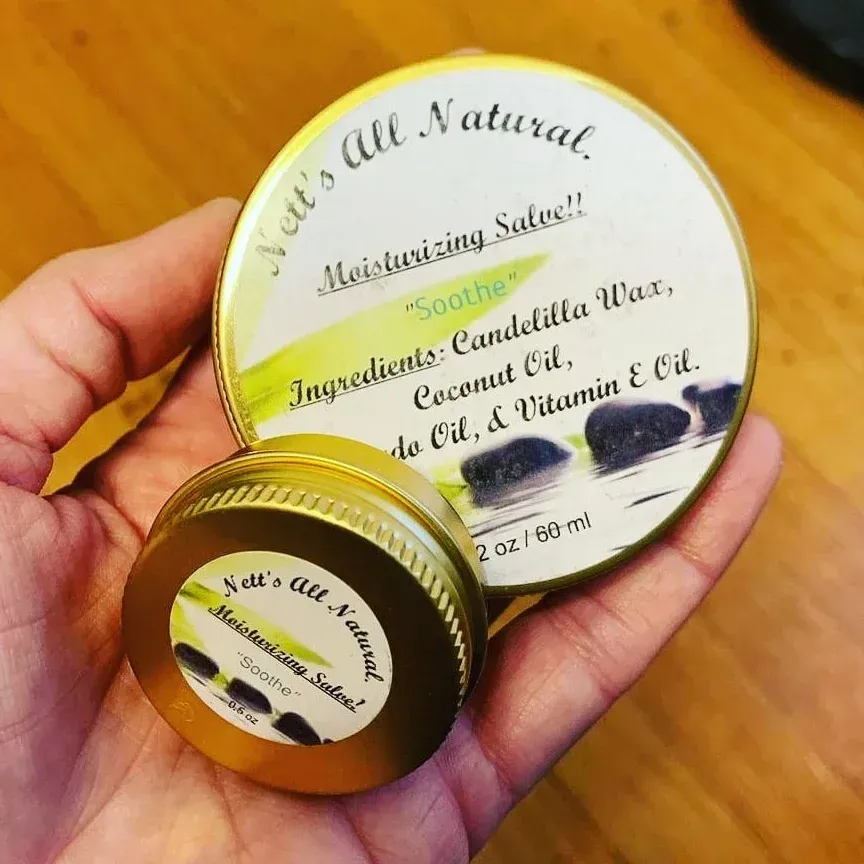 Nett's All Natural.
Moisturizing Salve!!
"Soothe"
Ingredients: Candelilla Wax,
Coconut Oil,
do Oil, & Vitamin E Oil.
2 oz / 60 ml
Nett's All Natural.
Moisturizing Salve!
"Soothe"
0.5 oz